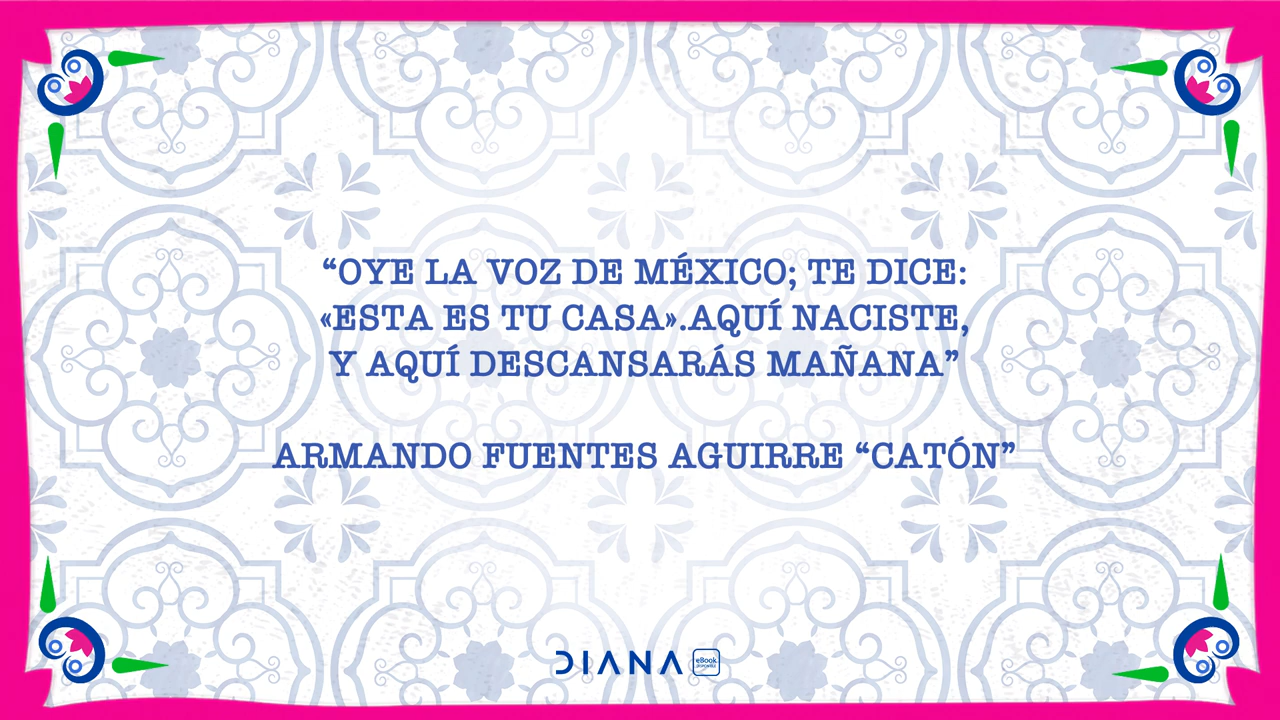 “OYE LA VOZ DE MÉXICO; TE DICE:
«ESTA ES TU CASA».AQUÍ NACISTE,
Y AQUÍ DESCANSARÁS MAÑANA”
ARMANDO FUENTES AGUIRRE “CATÓN”
DIANA
eBook
DISPONIBLE